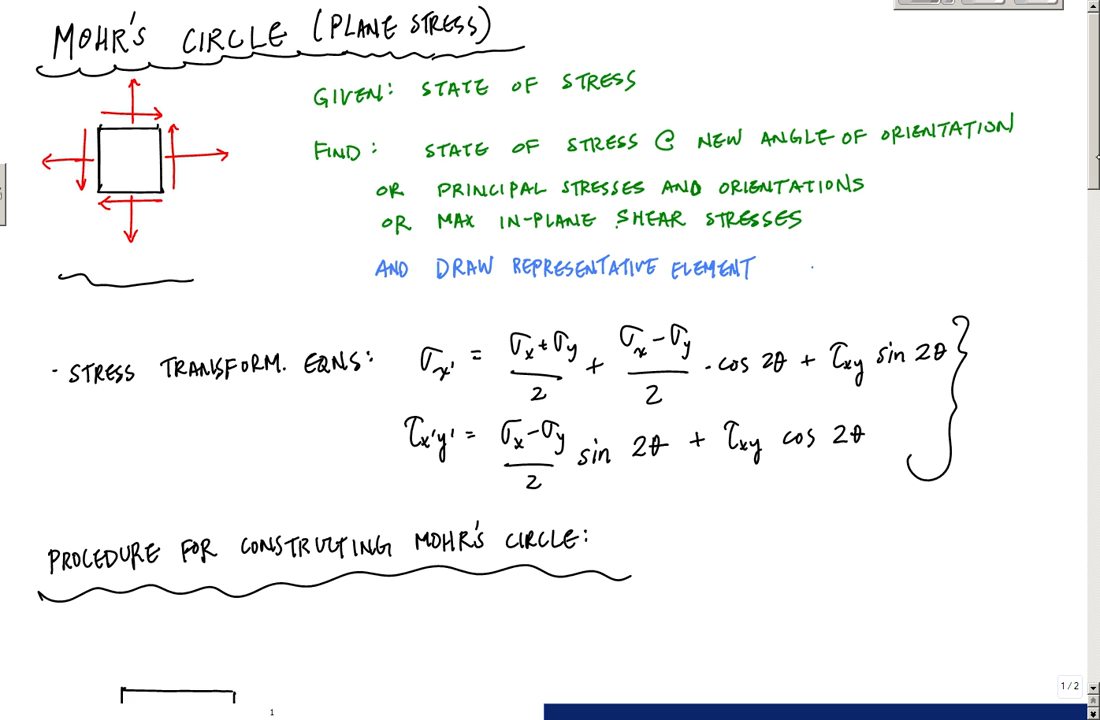 MOHR'S CIRCLE (PLANE STRESS)
GIVEN: STATE OF STRESS
FIND: STATE OF STRESS @ NEW ANGLE OF ORIENTATION
OR PRINCIPAL STRESSES AND ORIENTATIONS
OR MAX IN-PLANE SHEAR STRESSES
AND DRAW REPRESENTATIVE ELEMENT
- STRESS TRANSFORM. EQNS: σx' = (σx + σy)/2 + (σx - σy)/2 · cos 2θ + τxy sin 2θ
τx'y' = (σx - σy)/2 sin 2θ + τxy cos 2θ
PROCEDURE FOR CONSTRUCTING MOHR'S CIRCLE:
1/2
1